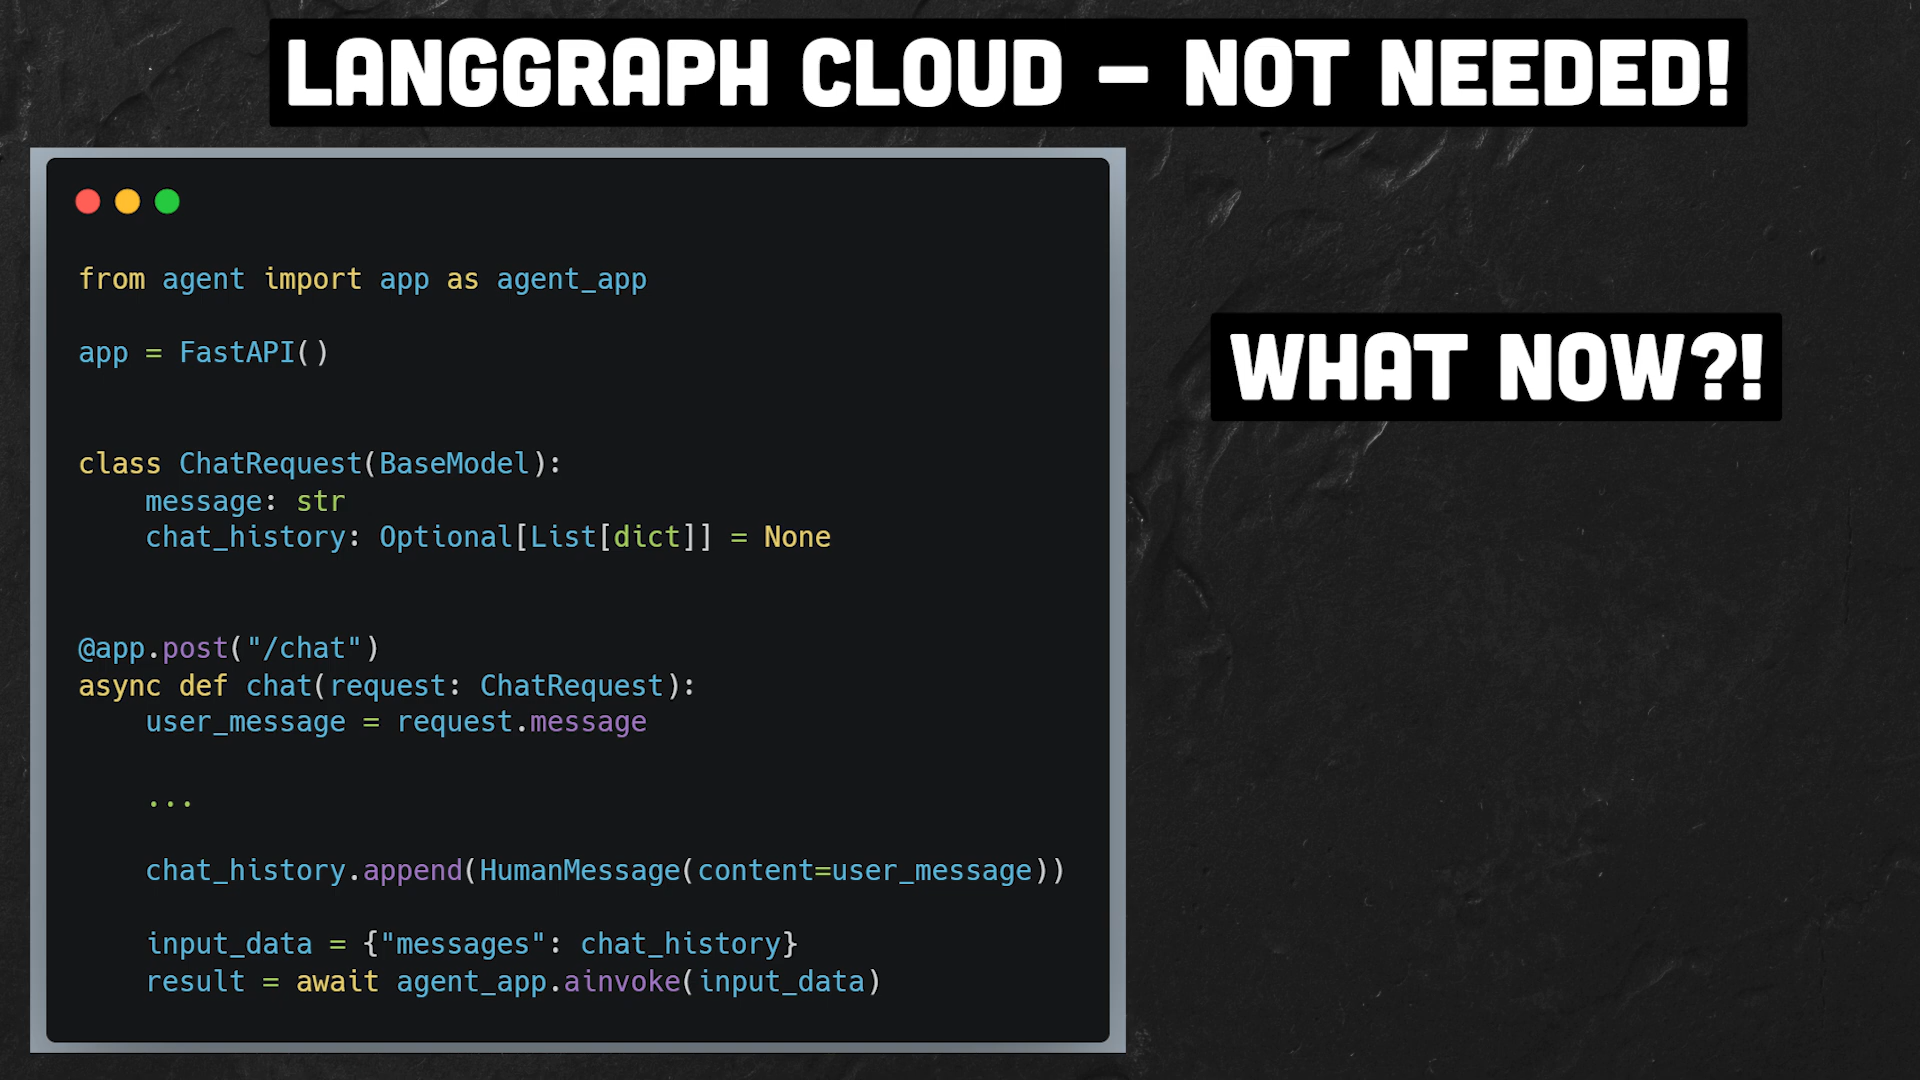 LANGGRAPH CLOUD – NOT NEEDED!
from agent import app as agent_app
app = FastAPI()
class ChatRequest(BaseModel):
    message: str
    chat_history: Optional[List[dict]] = None
@app.post("/chat")
async def chat(request: ChatRequest):
    user_message = request.message
    ...
    chat_history.append(HumanMessage(content=user_message))
    input_data = {"messages": chat_history}
    result = await agent_app.ainvoke(input_data)
WHAT NOW?!